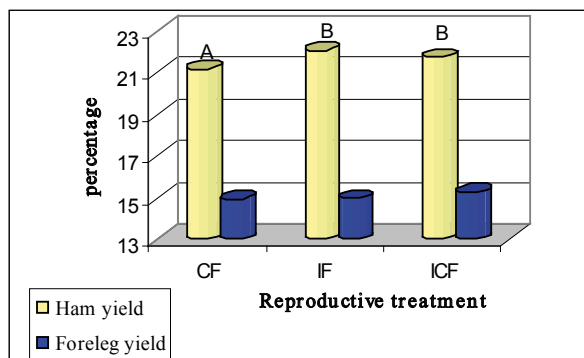 23
21
19
17
15
13
percentage
A
B
B
CF
IF
ICF
Reproductive treatment
Ham yield
Foreleg yield